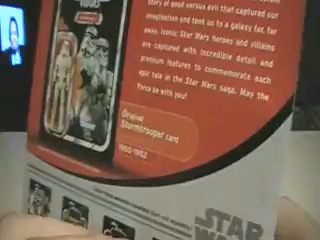 story of good versus evil that captured our
imagination and took us to a galaxy far, far
away. Iconic Star Wars heroes and villains
are captured with incredible detail and
premium features to commemorate each
epic tale in the Star Wars saga. May the
Force be with you!
Original
Stormtrooper card
1980-1982
STAR